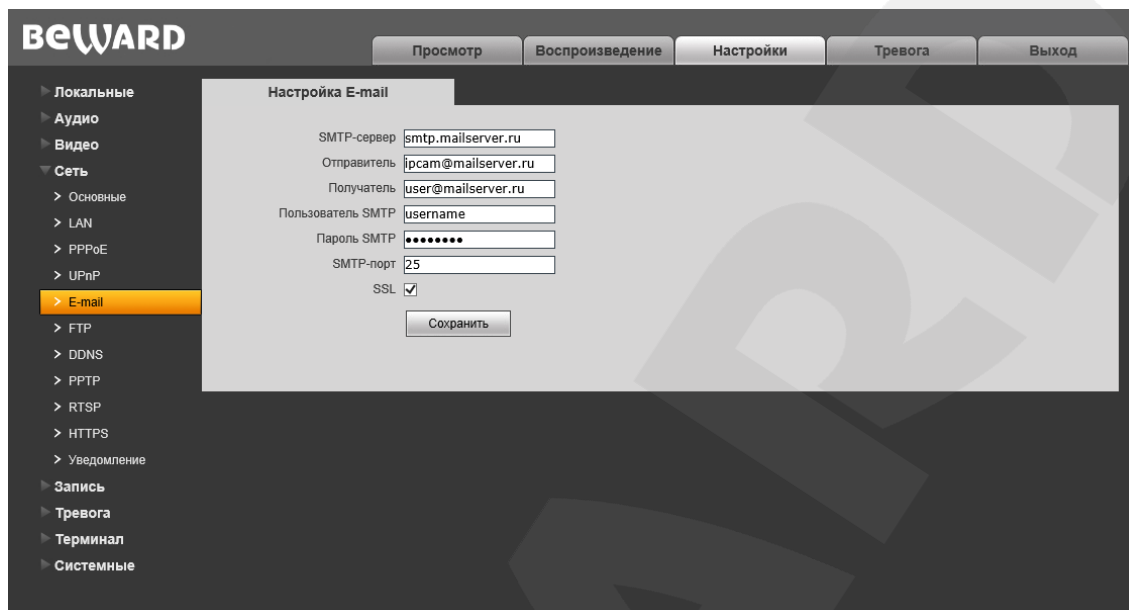 BEWARD
Просмотр
Воспроизведение
Настройки
Тревога
Выход
Локальные
Аудио
Видео
Сеть
> Основные
> LAN
> PPPoE
> UPnP
> E-mail
> FTP
> DDNS
> PPTP
> RTSP
> HTTPS
> Уведомление
Запись
Тревога
Терминал
Системные
Настройка E-mail
SMTP-сервер smtp.mailserver.ru
Отправитель ipcam@mailserver.ru
Получатель user@mailserver.ru
Пользователь SMTP username
Пароль SMTP ••••••••
SMTP-порт 25
SSL
Сохранить